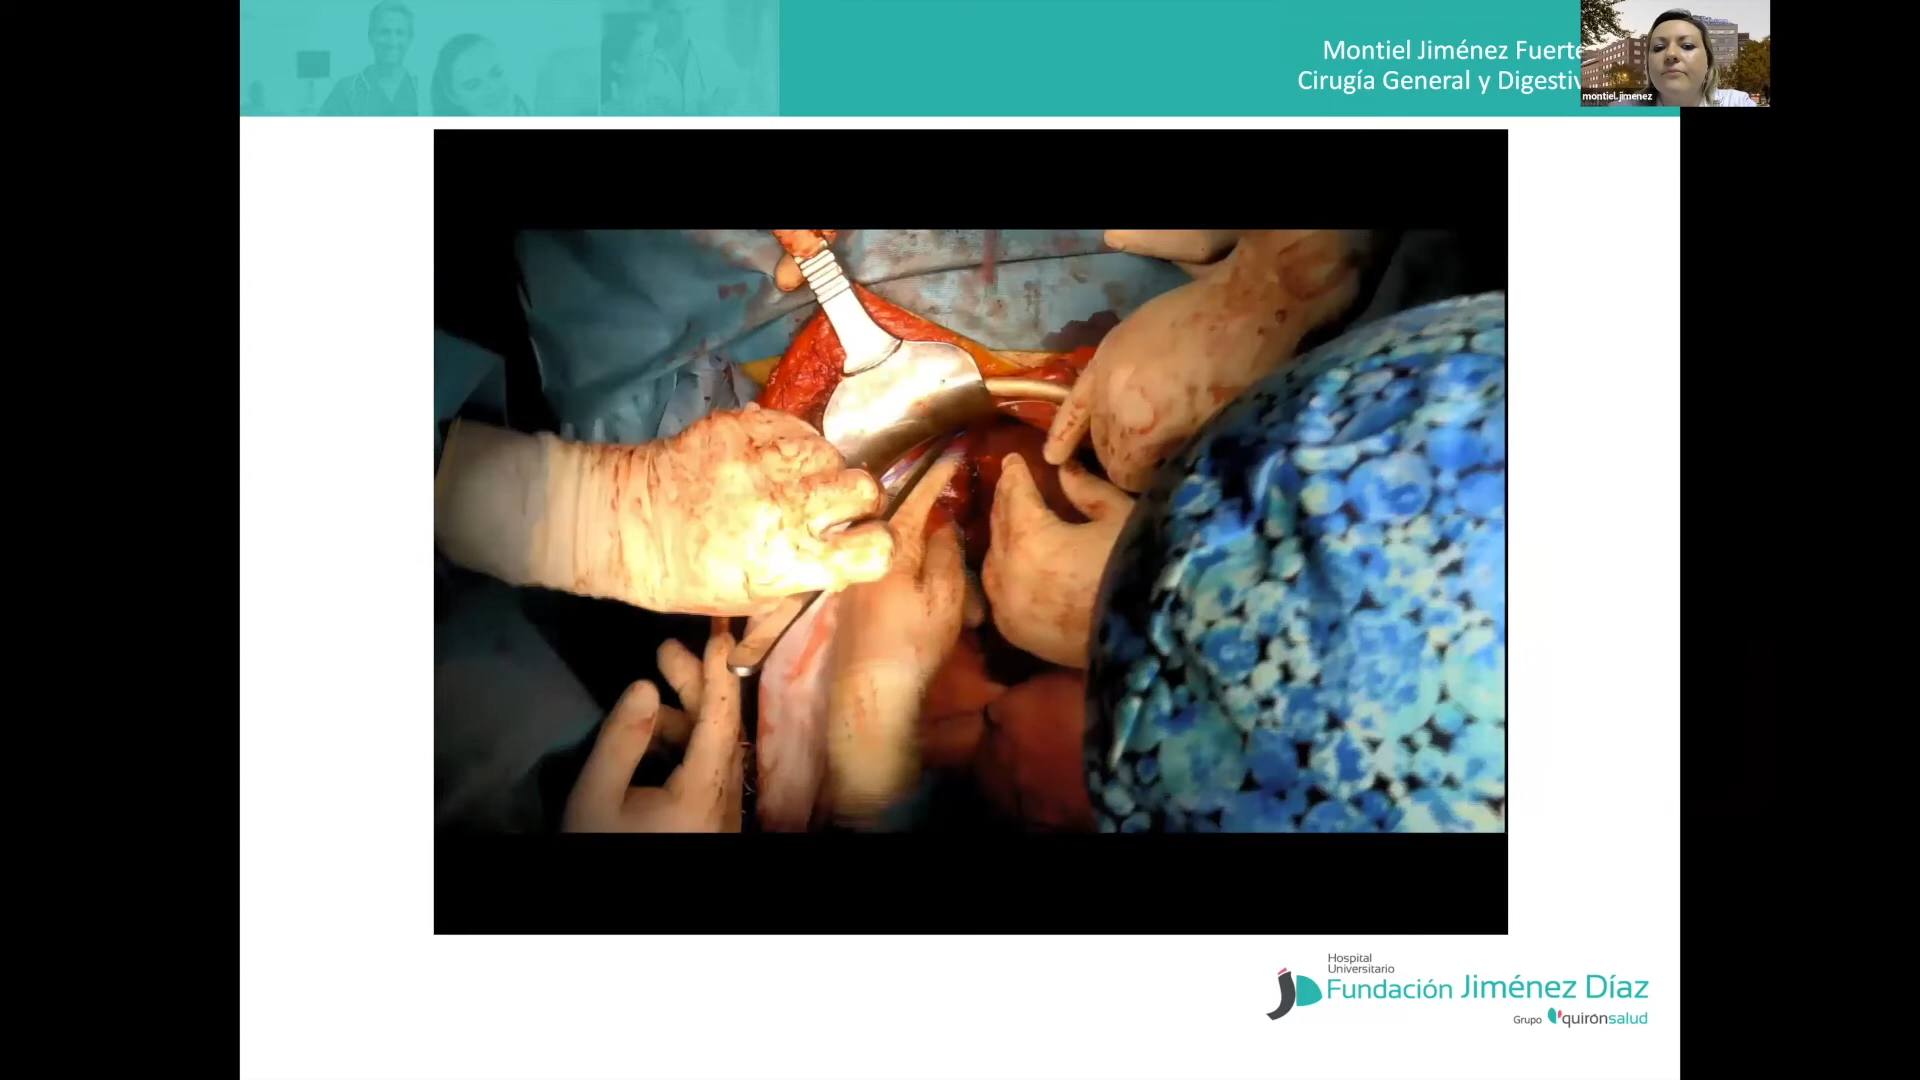 Montiel Jiménez Fuerte
Cirugía General y Digestiv
montiel.jimenez
Hospital
Universitario
Fundación Jiménez Díaz
Grupo quirónsalud